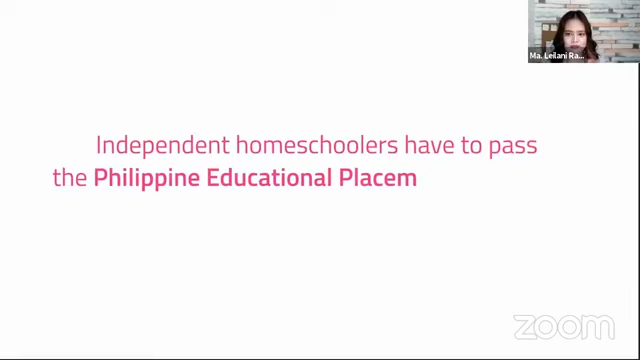 Ma. Leilani Ra...
Independent homeschoolers have to pass
the Philippine Educational Placem
zoom